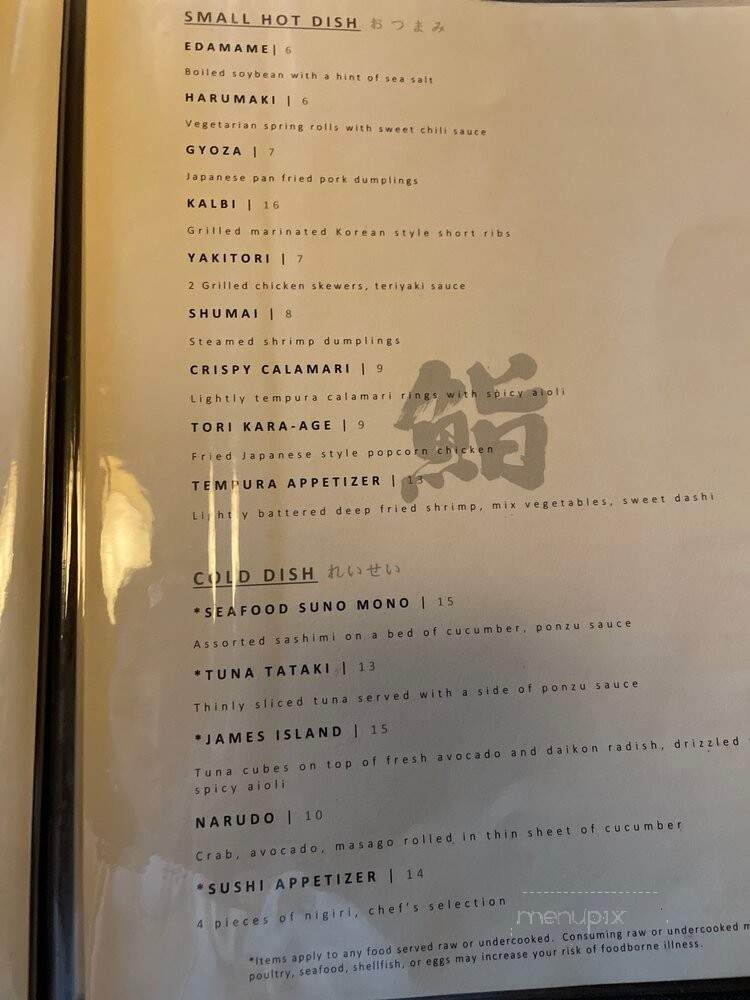 SMALL HOT DISH おつまみ
EDAMAME| 6
Boiled soybean with a hint of sea salt
HARUMAKI | 6
Vegetarian spring rolls with sweet chili sauce
GYOZA | 7
Japanese pan fried pork dumplings
KALBI | 16
Grilled marinated Korean style short ribs
YAKITORI | 7
2 Grilled chicken skewers, teriyaki sauce
SHUMAI | 8
Steamed shrimp dumplings
CRISPY CALAMARI | 9
Lightly tempura calamari rings with spicy aioli
TORI KARA-AGE | 9
Fried Japanese style popcorn chicken
鮨
TEMPURA APPETIZER | 13
Lightly battered deep fried shrimp, mix vegetables, sweet dashi
COLD DISH れいせい
*SEAFOOD SUNO MONO | 15
Assorted sashimi on a bed of cucumber, ponzu sauce
*TUNA TATAKI | 13
Thinly sliced tuna served with a side of ponzu sauce
*JAMES ISLAND | 15
Tuna cubes on top of fresh avocado and daikon radish, drizzled
spicy aioli
NARUDO | 10
Crab, avocado, masago rolled in thin sheet of cucumber
*SUSHI APPETIZER | 14
4 pieces of nigiri, chef's selection
menupix
*Items apply to any food served raw or undercooked. Consuming raw or undercooked
poultry, seafood, shellfish, or eggs may increase your risk of foodborne illness.